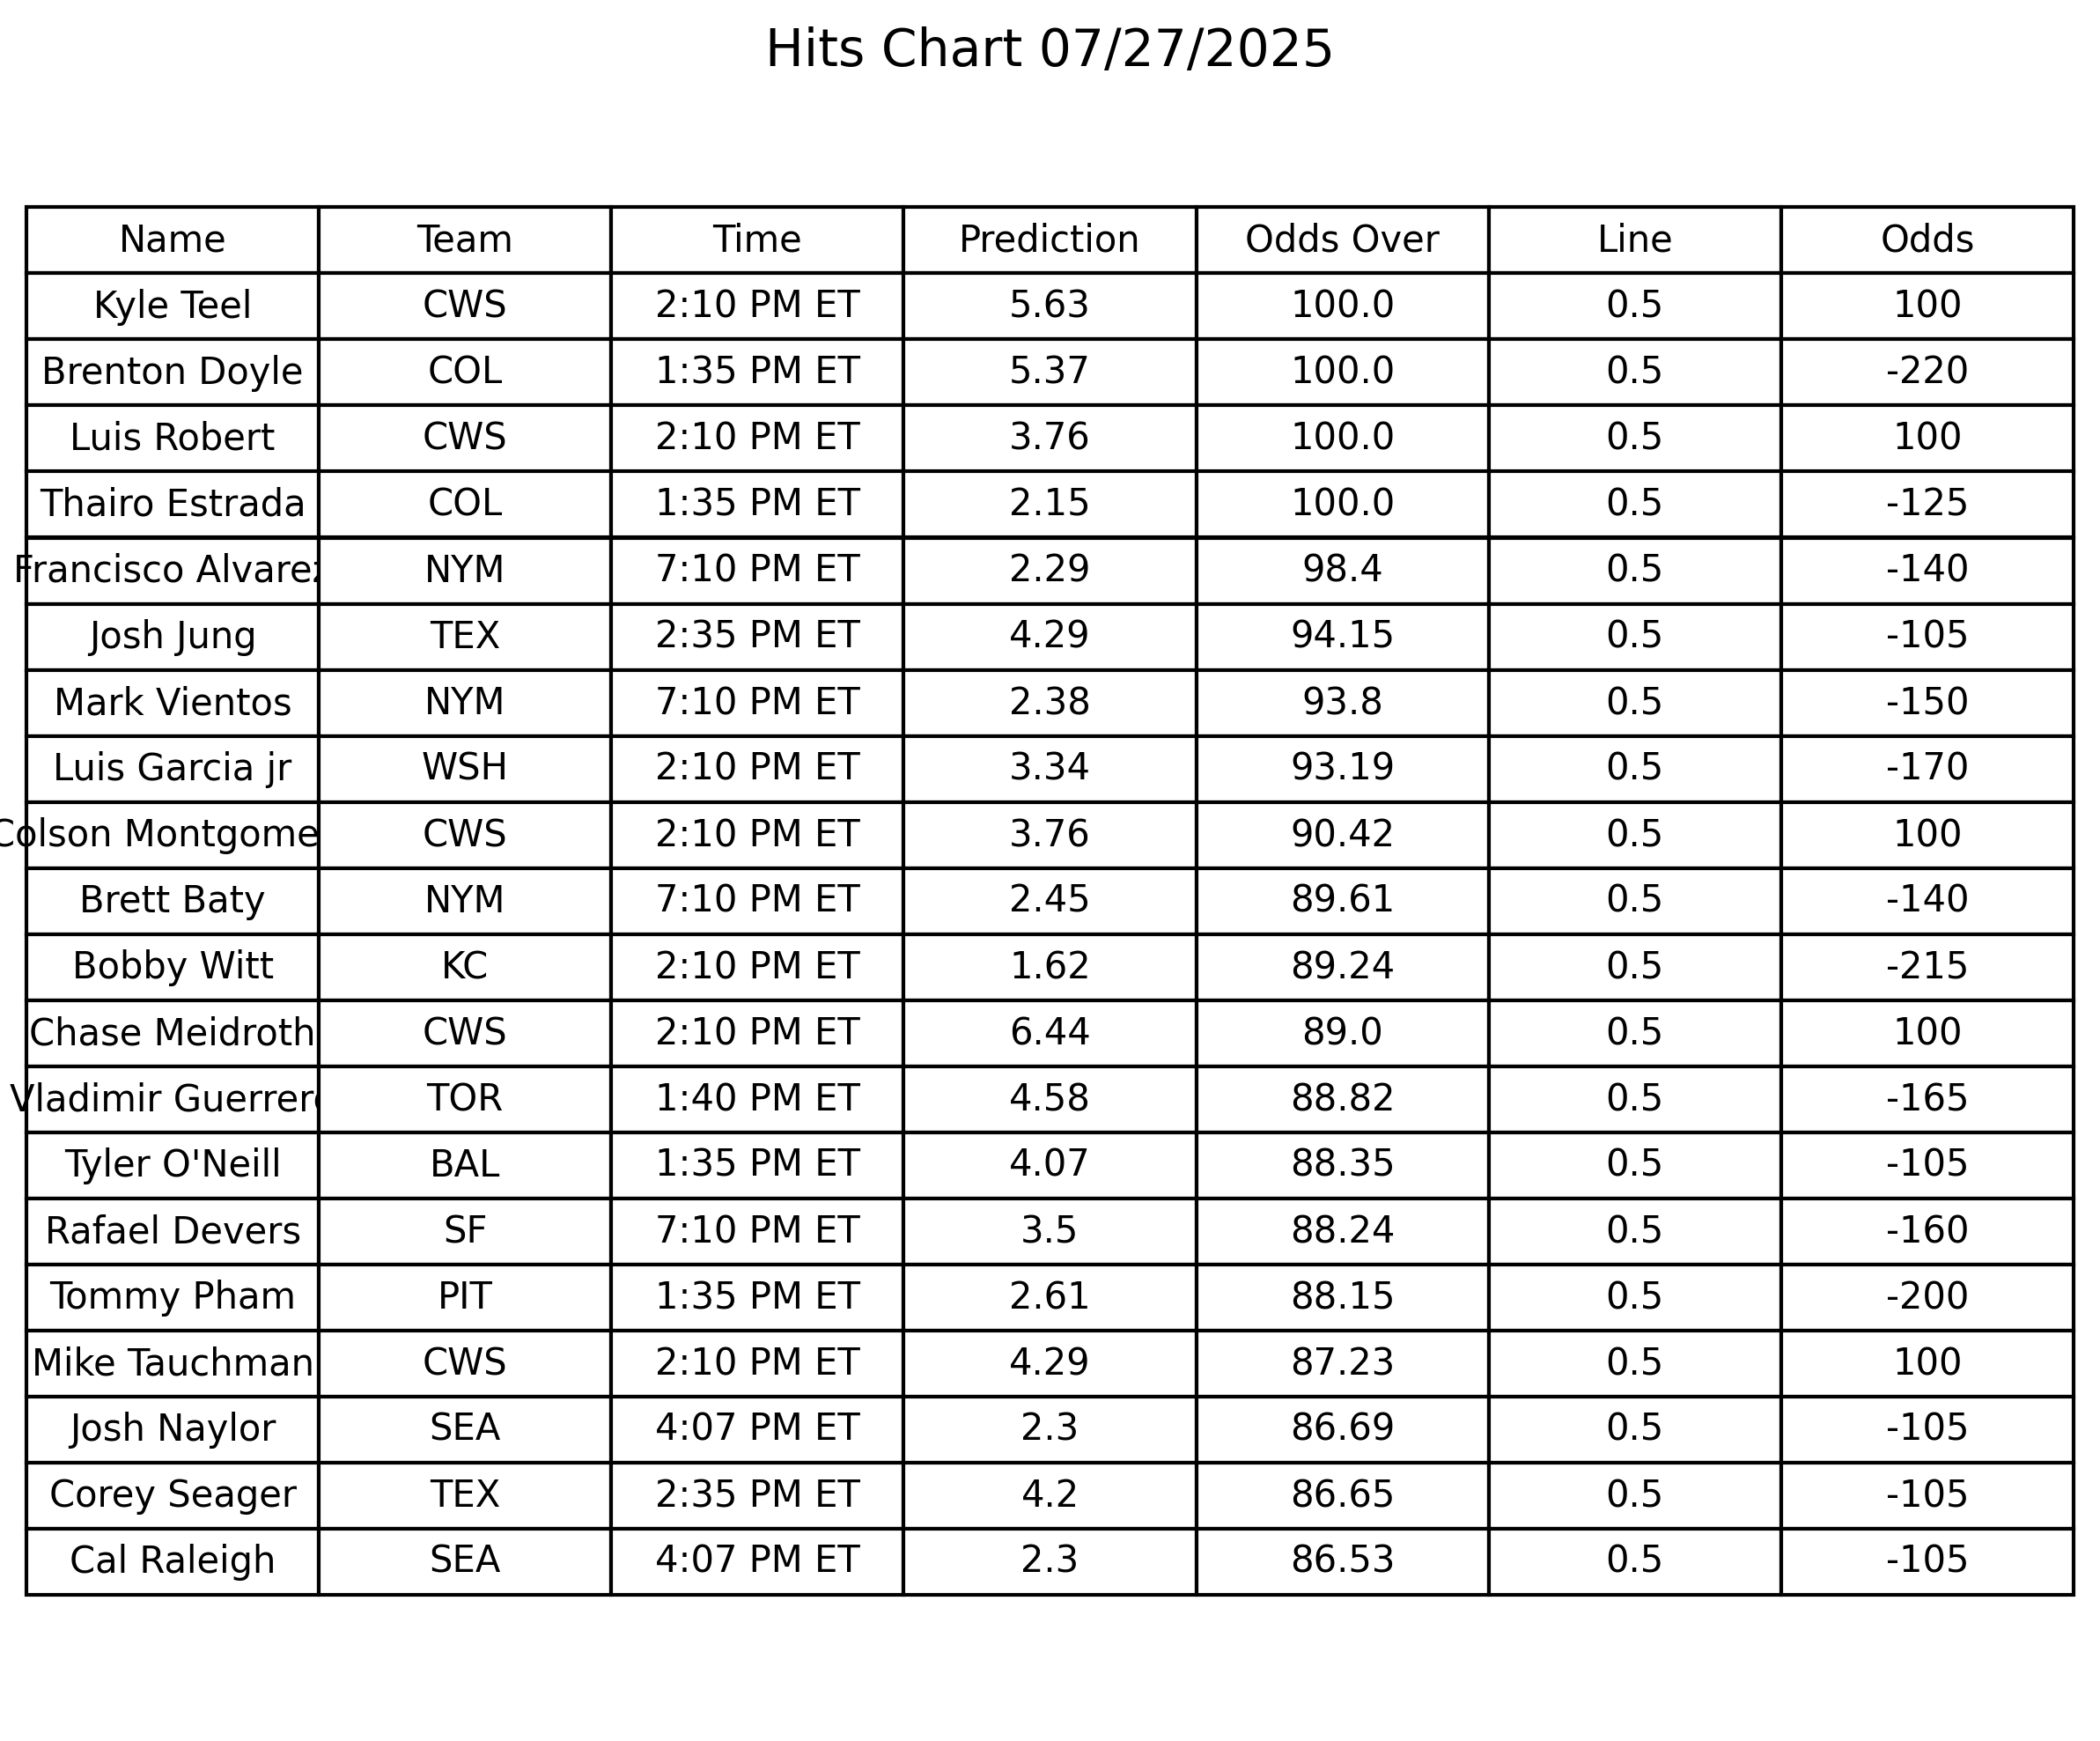 Hits Chart 07/27/2025
Name Team Time Prediction Odds Over Line Odds
Kyle Teel CWS 2:10 PM ET 5.63 100.0 0.5 100
Brenton Doyle COL 1:35 PM ET 5.37 100.0 0.5 -220
Luis Robert CWS 2:10 PM ET 3.76 100.0 0.5 100
Thairo Estrada COL 1:35 PM ET 2.15 100.0 0.5 -125
Francisco Alvarez NYM 7:10 PM ET 2.29 98.4 0.5 -140
Josh Jung TEX 2:35 PM ET 4.29 94.15 0.5 -105
Mark Vientos NYM 7:10 PM ET 2.38 93.8 0.5 -150
Luis Garcia jr WSH 2:10 PM ET 3.34 93.19 0.5 -170
Colson Montgome CWS 2:10 PM ET 3.76 90.42 0.5 100
Brett Baty NYM 7:10 PM ET 2.45 89.61 0.5 -140
Bobby Witt KC 2:10 PM ET 1.62 89.24 0.5 -215
Chase Meidroth CWS 2:10 PM ET 6.44 89.0 0.5 100
Vladimir Guerrero TOR 1:40 PM ET 4.58 88.82 0.5 -165
Tyler O'Neill BAL 1:35 PM ET 4.07 88.35 0.5 -105
Rafael Devers SF 7:10 PM ET 3.5 88.24 0.5 -160
Tommy Pham PIT 1:35 PM ET 2.61 88.15 0.5 -200
Mike Tauchman CWS 2:10 PM ET 4.29 87.23 0.5 100
Josh Naylor SEA 4:07 PM ET 2.3 86.69 0.5 -105
Corey Seager TEX 2:35 PM ET 4.2 86.65 0.5 -105
Cal Raleigh SEA 4:07 PM ET 2.3 86.53 0.5 -105